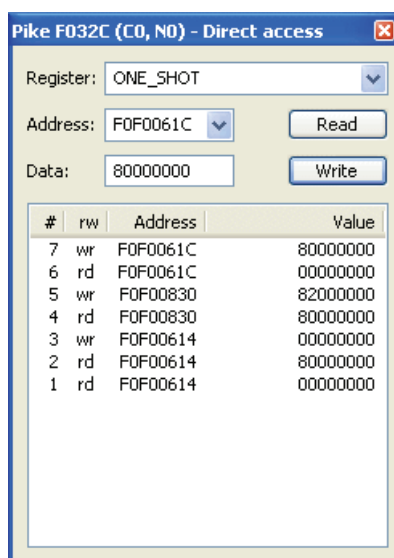 Pike F032C (C0, N0) - Direct access
Register: ONE_SHOT
Address: F0F0061C Read
Data: 80000000 Write
# rw Address Value
7 wr F0F0061C 80000000
6 rd F0F0061C 00000000
5 wr F0F00830 82000000
4 rd F0F00830 80000000
3 wr F0F00614 00000000
2 rd F0F00614 80000000
1 rd F0F00614 00000000